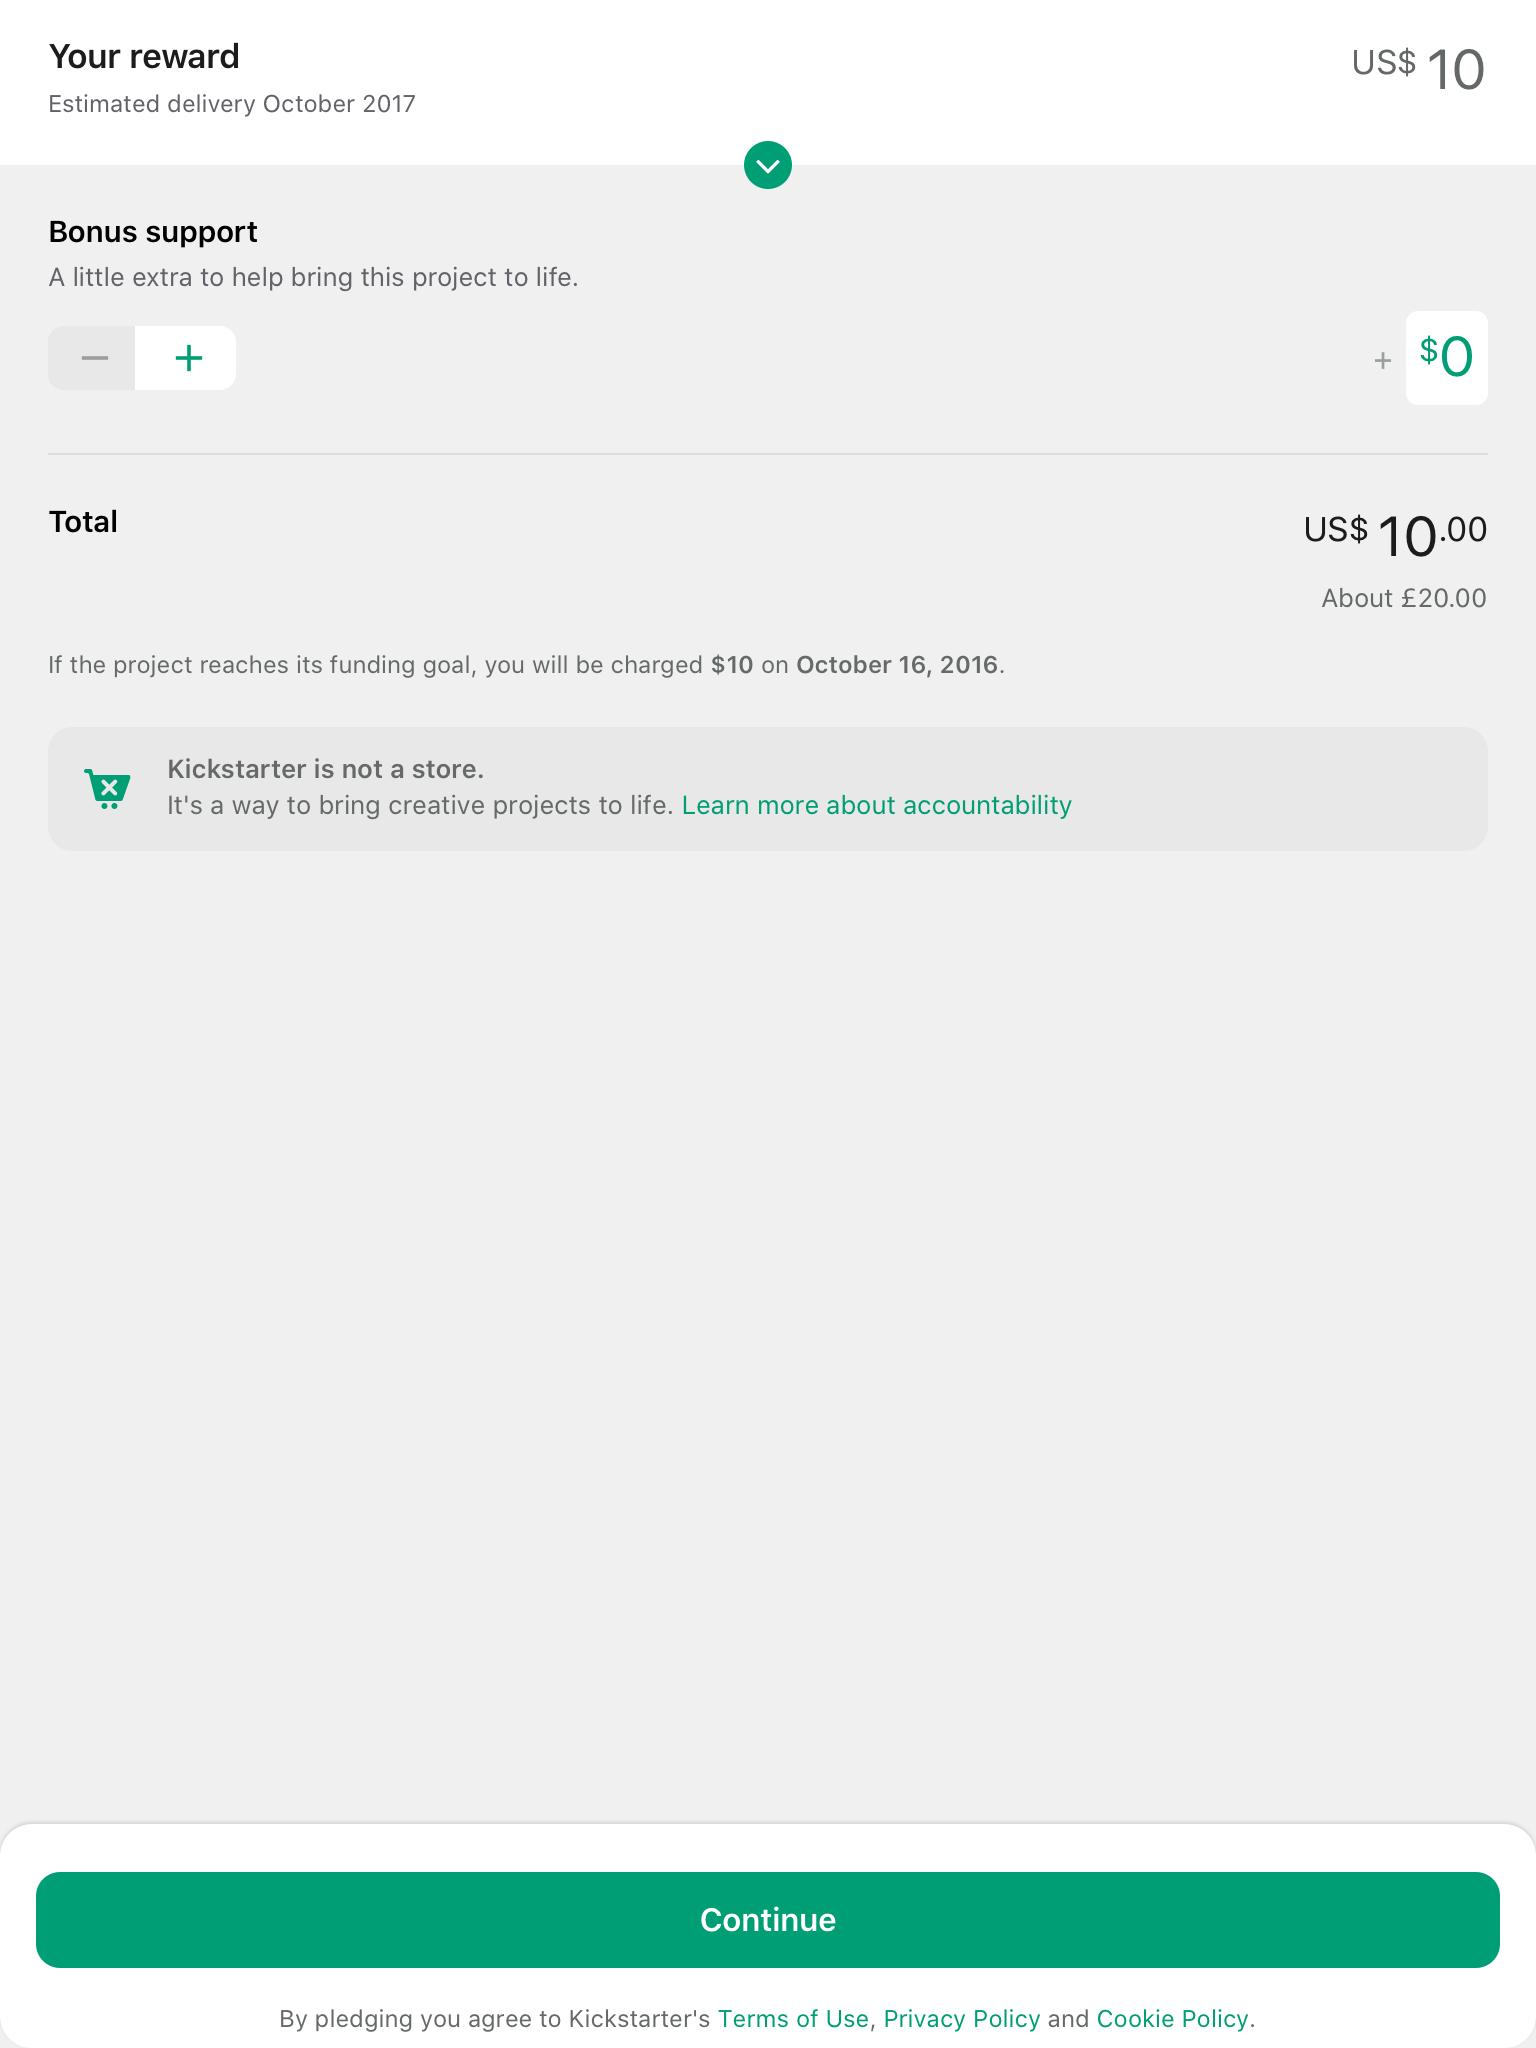 Your reward
US$ 10
Estimated delivery October 2017
Bonus support
A little extra to help bring this project to life.
+ $0
Total
US$ 10.00
About £20.00
If the project reaches its funding goal, you will be charged $10 on October 16, 2016.
Kickstarter is not a store.
It's a way to bring creative projects to life. Learn more about accountability
Continue
By pledging you agree to Kickstarter's Terms of Use, Privacy Policy and Cookie Policy.